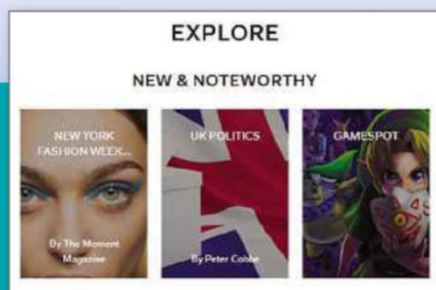 EXPLORE
NEW & NOTEWORTHY
NEW YORK
FASHION WEEK...
By The Moment
Magazine
UK POLITICS
By Peter Cobbe
GAMESPOT